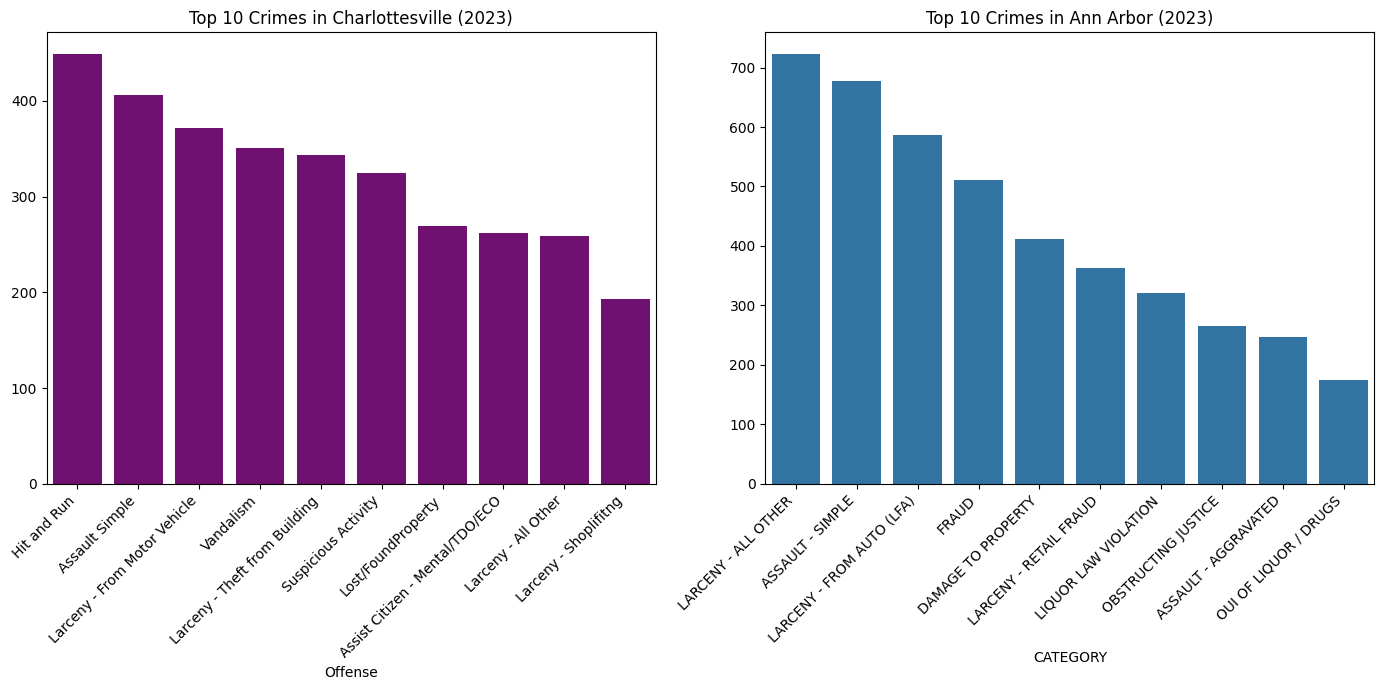 Top 10 Crimes in Charlottesville (2023)
400
300
200
100
0
Hit and Run
Assault Simple
Larceny - From Motor Vehicle
Vandalism
Larceny - Theft from Building
Suspicious Activity
Lost/FoundProperty
Assist Citizen - Mental/TDO/ECO
Larceny - All Other
Larceny - Shoplifitng
Offense
Top 10 Crimes in Ann Arbor (2023)
700
600
500
400
300
200
100
0
LARCENY - ALL OTHER
ASSAULT - SIMPLE
LARCENY - FROM AUTO (LFA)
FRAUD
DAMAGE TO PROPERTY
LARCENY - RETAIL FRAUD
LIQUOR LAW VIOLATION
OBSTRUCTING JUSTICE
ASSAULT - AGGRAVATED
OUI OF LIQUOR / DRUGS
CATEGORY